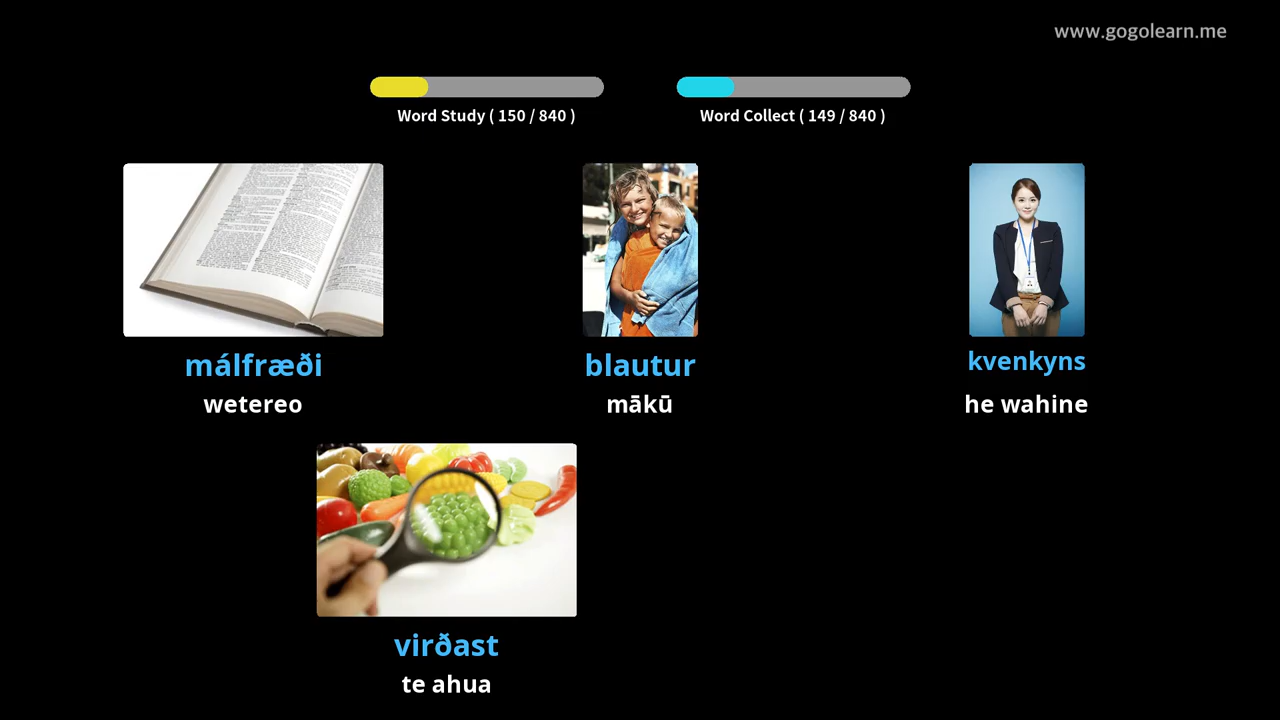 www.gogolearn.me
Word Study ( 150 / 840 )
Word Collect ( 149 / 840 )
málfræði
wetereo
blautur
mākū
kvenkyns
he wahine
virðast
te ahua